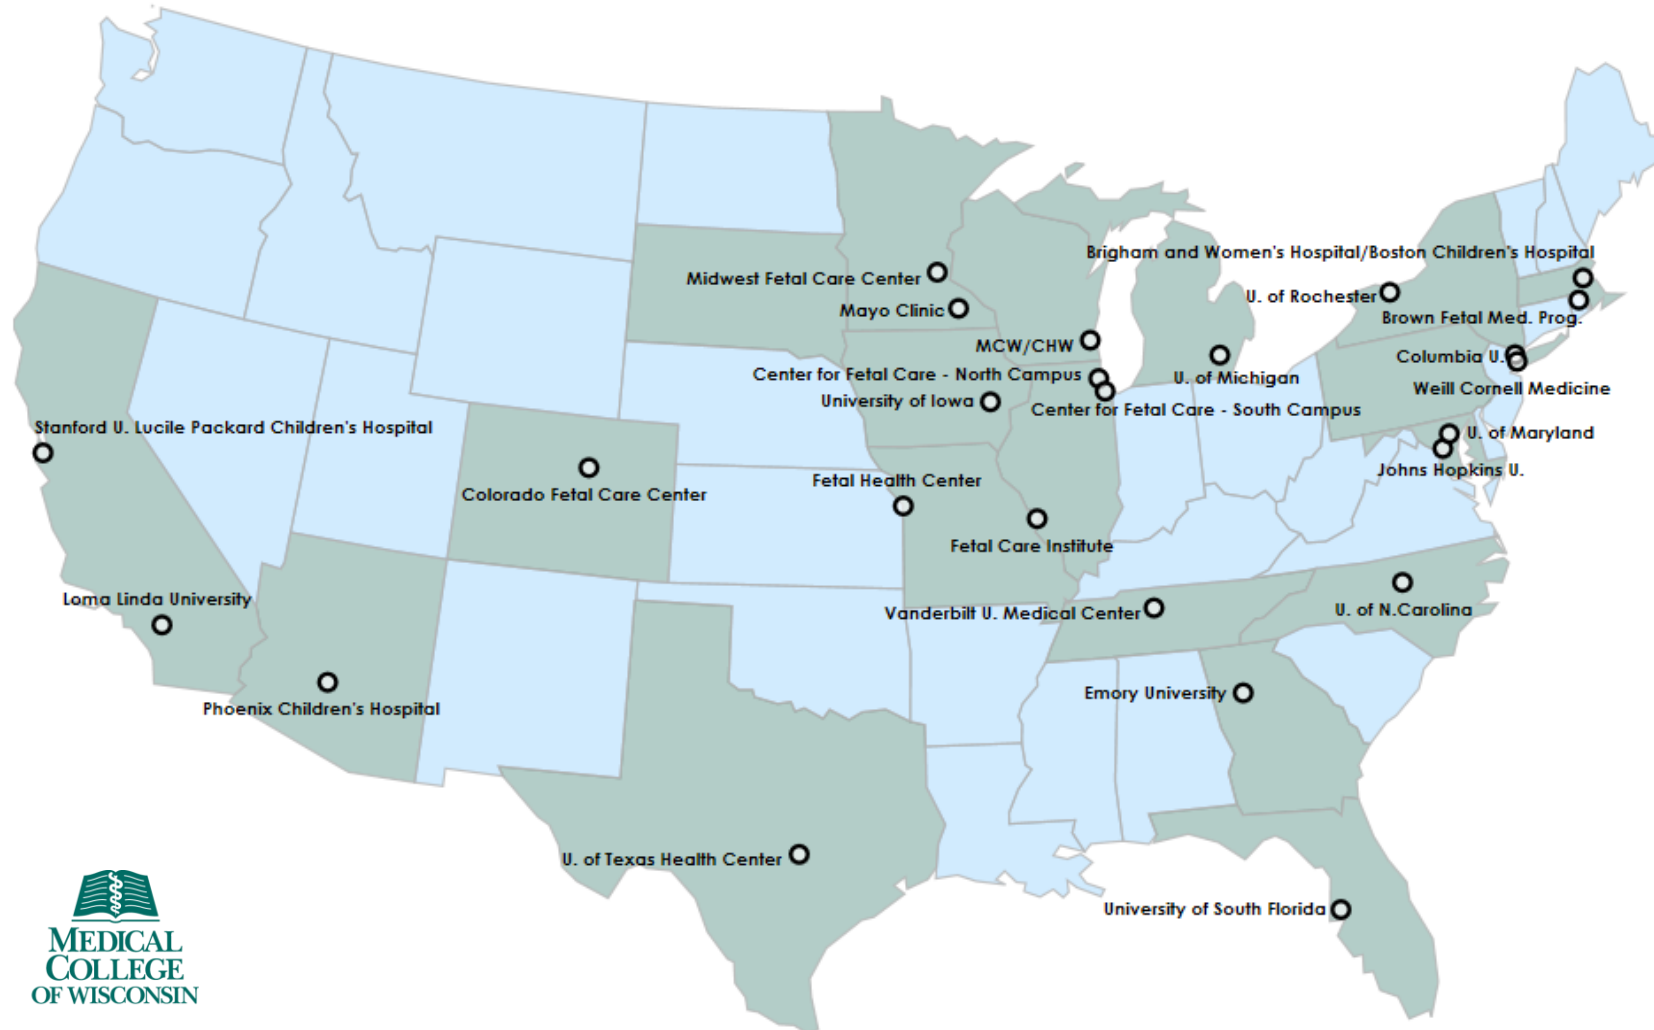 Brigham and Women's Hospital/Boston Children's Hospital
Midwest Fetal Care Center
U. of Rochester
Mayo Clinic
Brown Fetal Med. Prog.
MCW/CHW
Columbia U.
Center for Fetal Care - North Campus
U. of Michigan
Weill Cornell Medicine
University of Iowa
Center for Fetal Care - South Campus
Stanford U. Lucile Packard Children's Hospital
U. of Maryland
Johns Hopkins U.
Fetal Health Center
Colorado Fetal Care Center
Fetal Care Institute
Loma Linda University
U. of N.Carolina
Vanderbilt U. Medical Center
Emory University
Phoenix Children's Hospital
U. of Texas Health Center
University of South Florida
MEDICAL
COLLEGE
OF WISCONSIN